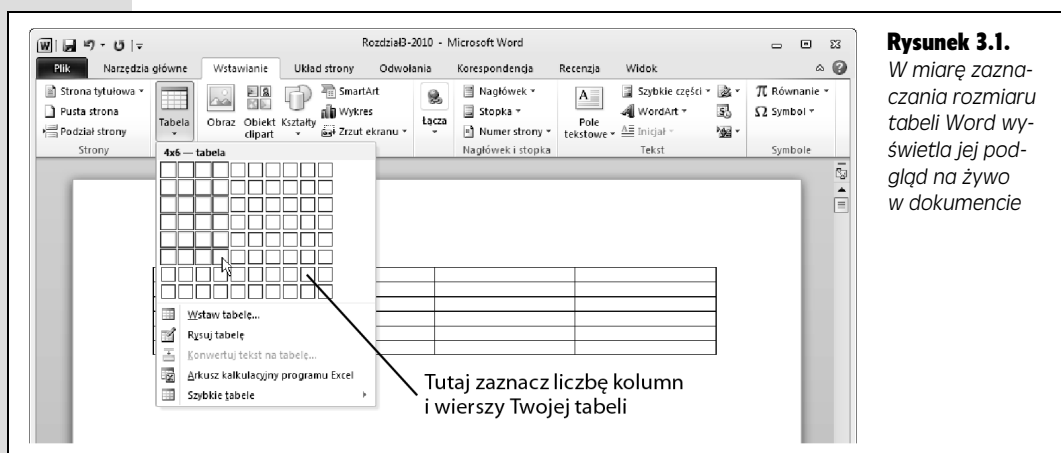 Rozdział3-2010 - Microsoft Word
Plik Narzędzia główne Wstawianie Układ strony Odwołania Korespondencja Recenzja Widok
Strona tytułowa
Pusta strona
Podział strony
Strony
Tabela
Obraz
Obiekt clipart
Kształty
SmartArt
Wykres
Zrzut ekranu
Łącza
Nagłówek
Stopka
Numer strony
Nagłówek i stopka
Pole tekstowe
Szybkie części
WordArt
Inicjał
Tekst
π Równanie
Ω Symbol
Symbole
4x6 — tabela
Wstaw tabelę...
Rysuj tabelę
Konwertuj tekst na tabelę...
Arkusz kalkulacyjny programu Excel
Szybkie tabele
Tutaj zaznacz liczbę kolumn
i wierszy Twojej tabeli
Rysunek 3.1.
W miarę zazna-
czania rozmiaru
tabeli Word wy-
świetla jej pod-
gląd na żywo
w dokumencie